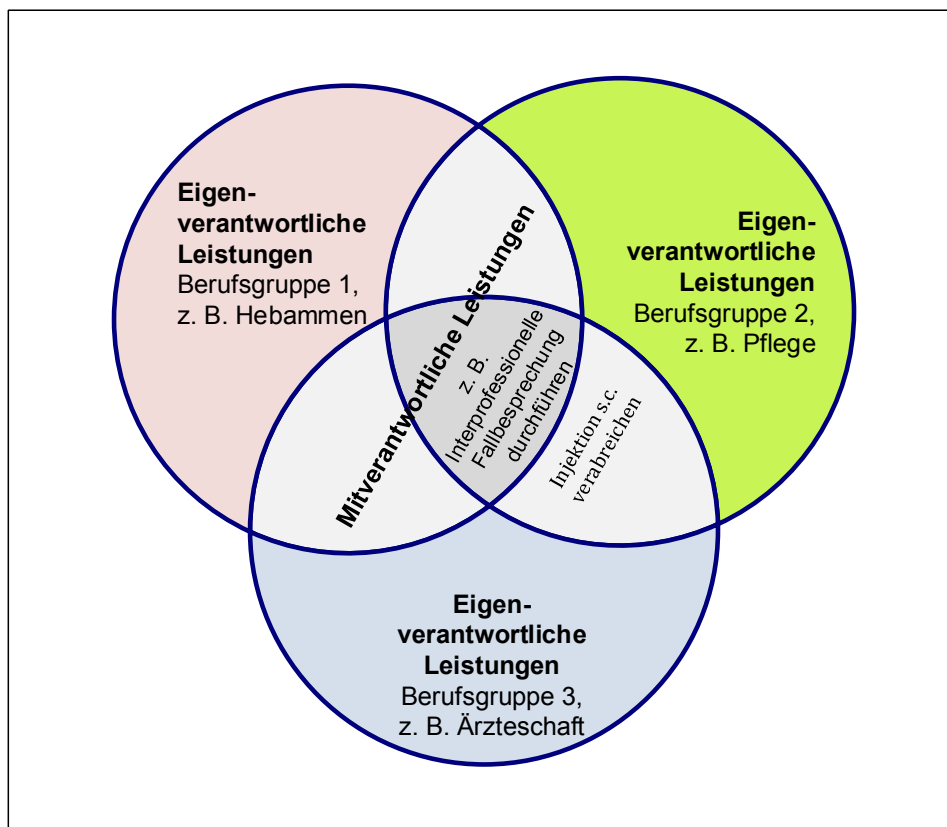 Eigen-
verantwortliche
Leistungen
Berufsgruppe 1,
z. B. Hebammen
Eigen-
verantwortliche
Leistungen
Berufsgruppe 2,
z. B. Pflege
Mitverantwortliche Leistungen
z. B.
Interprofessionelle
Fallbesprechung
durchführen
Injektion s.c.
verabreichen
Eigen-
verantwortliche
Leistungen
Berufsgruppe 3,
z. B. Ärzteschaft